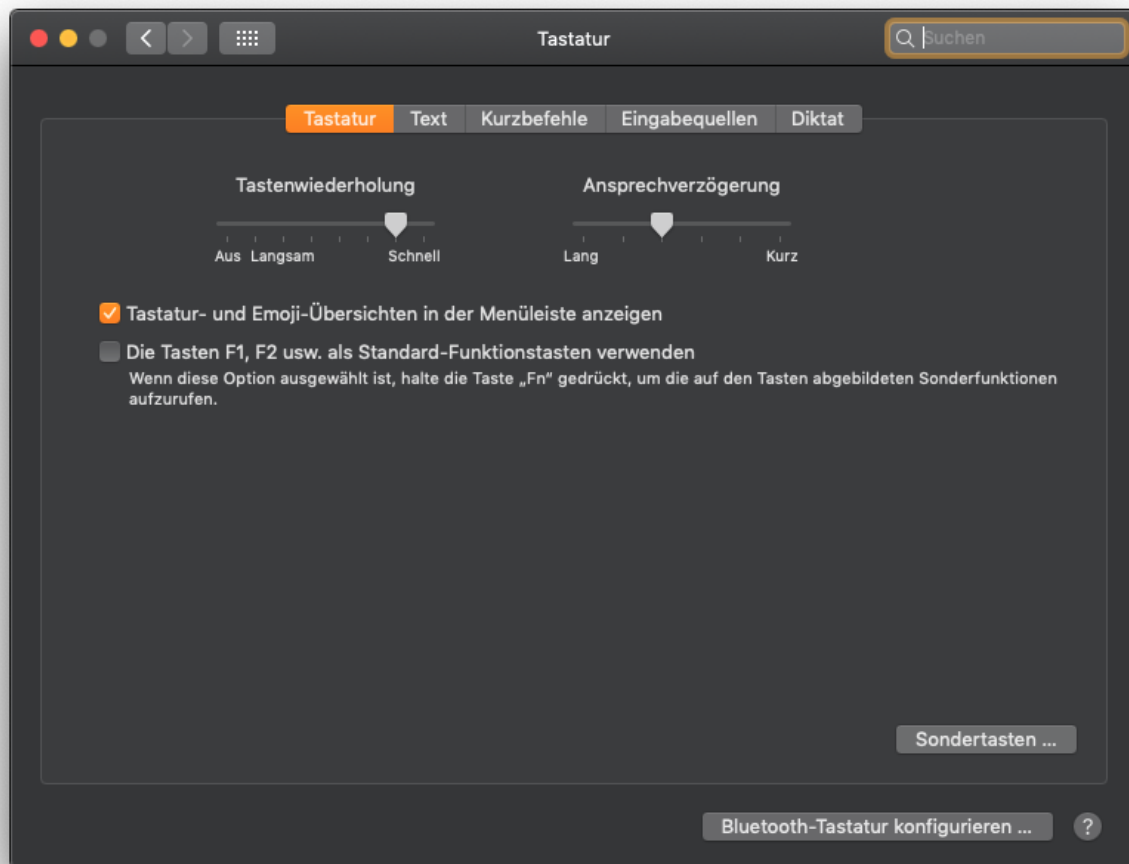 Tastatur
Suchen
Tastatur Text Kurzbefehle Eingabequellen Diktat
Tastenwiederholung Ansprechverzögerung
Aus Langsam Schnell Lang Kurz
Tastatur- und Emoji-Übersichten in der Menüleiste anzeigen
Die Tasten F1, F2 usw. als Standard-Funktionstasten verwenden
Wenn diese Option ausgewählt ist, halte die Taste „Fn“ gedrückt, um die auf den Tasten abgebildeten Sonderfunktionen
aufzurufen.
Sondertasten ...
Bluetooth-Tastatur konfigurieren ... ?